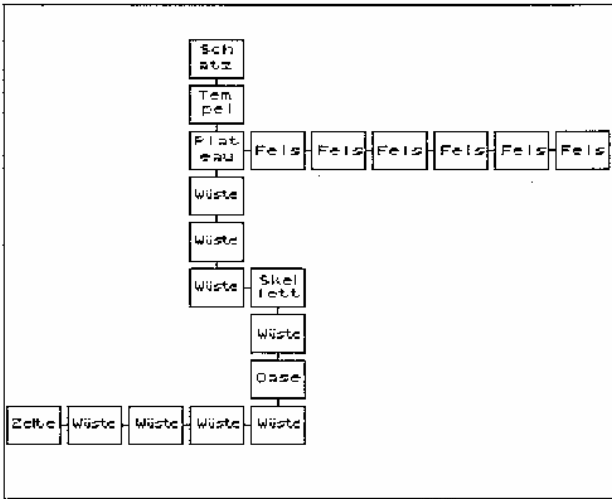 Sch
atz
Tem
pel
Plat
eau
Fels
Fels
Fels
Fels
Fels
Fels
Wüste
Wüste
Wüste
Skel
lett
Wüste
Oase
Zelte
Wüste
Wüste
Wüste
Wüste